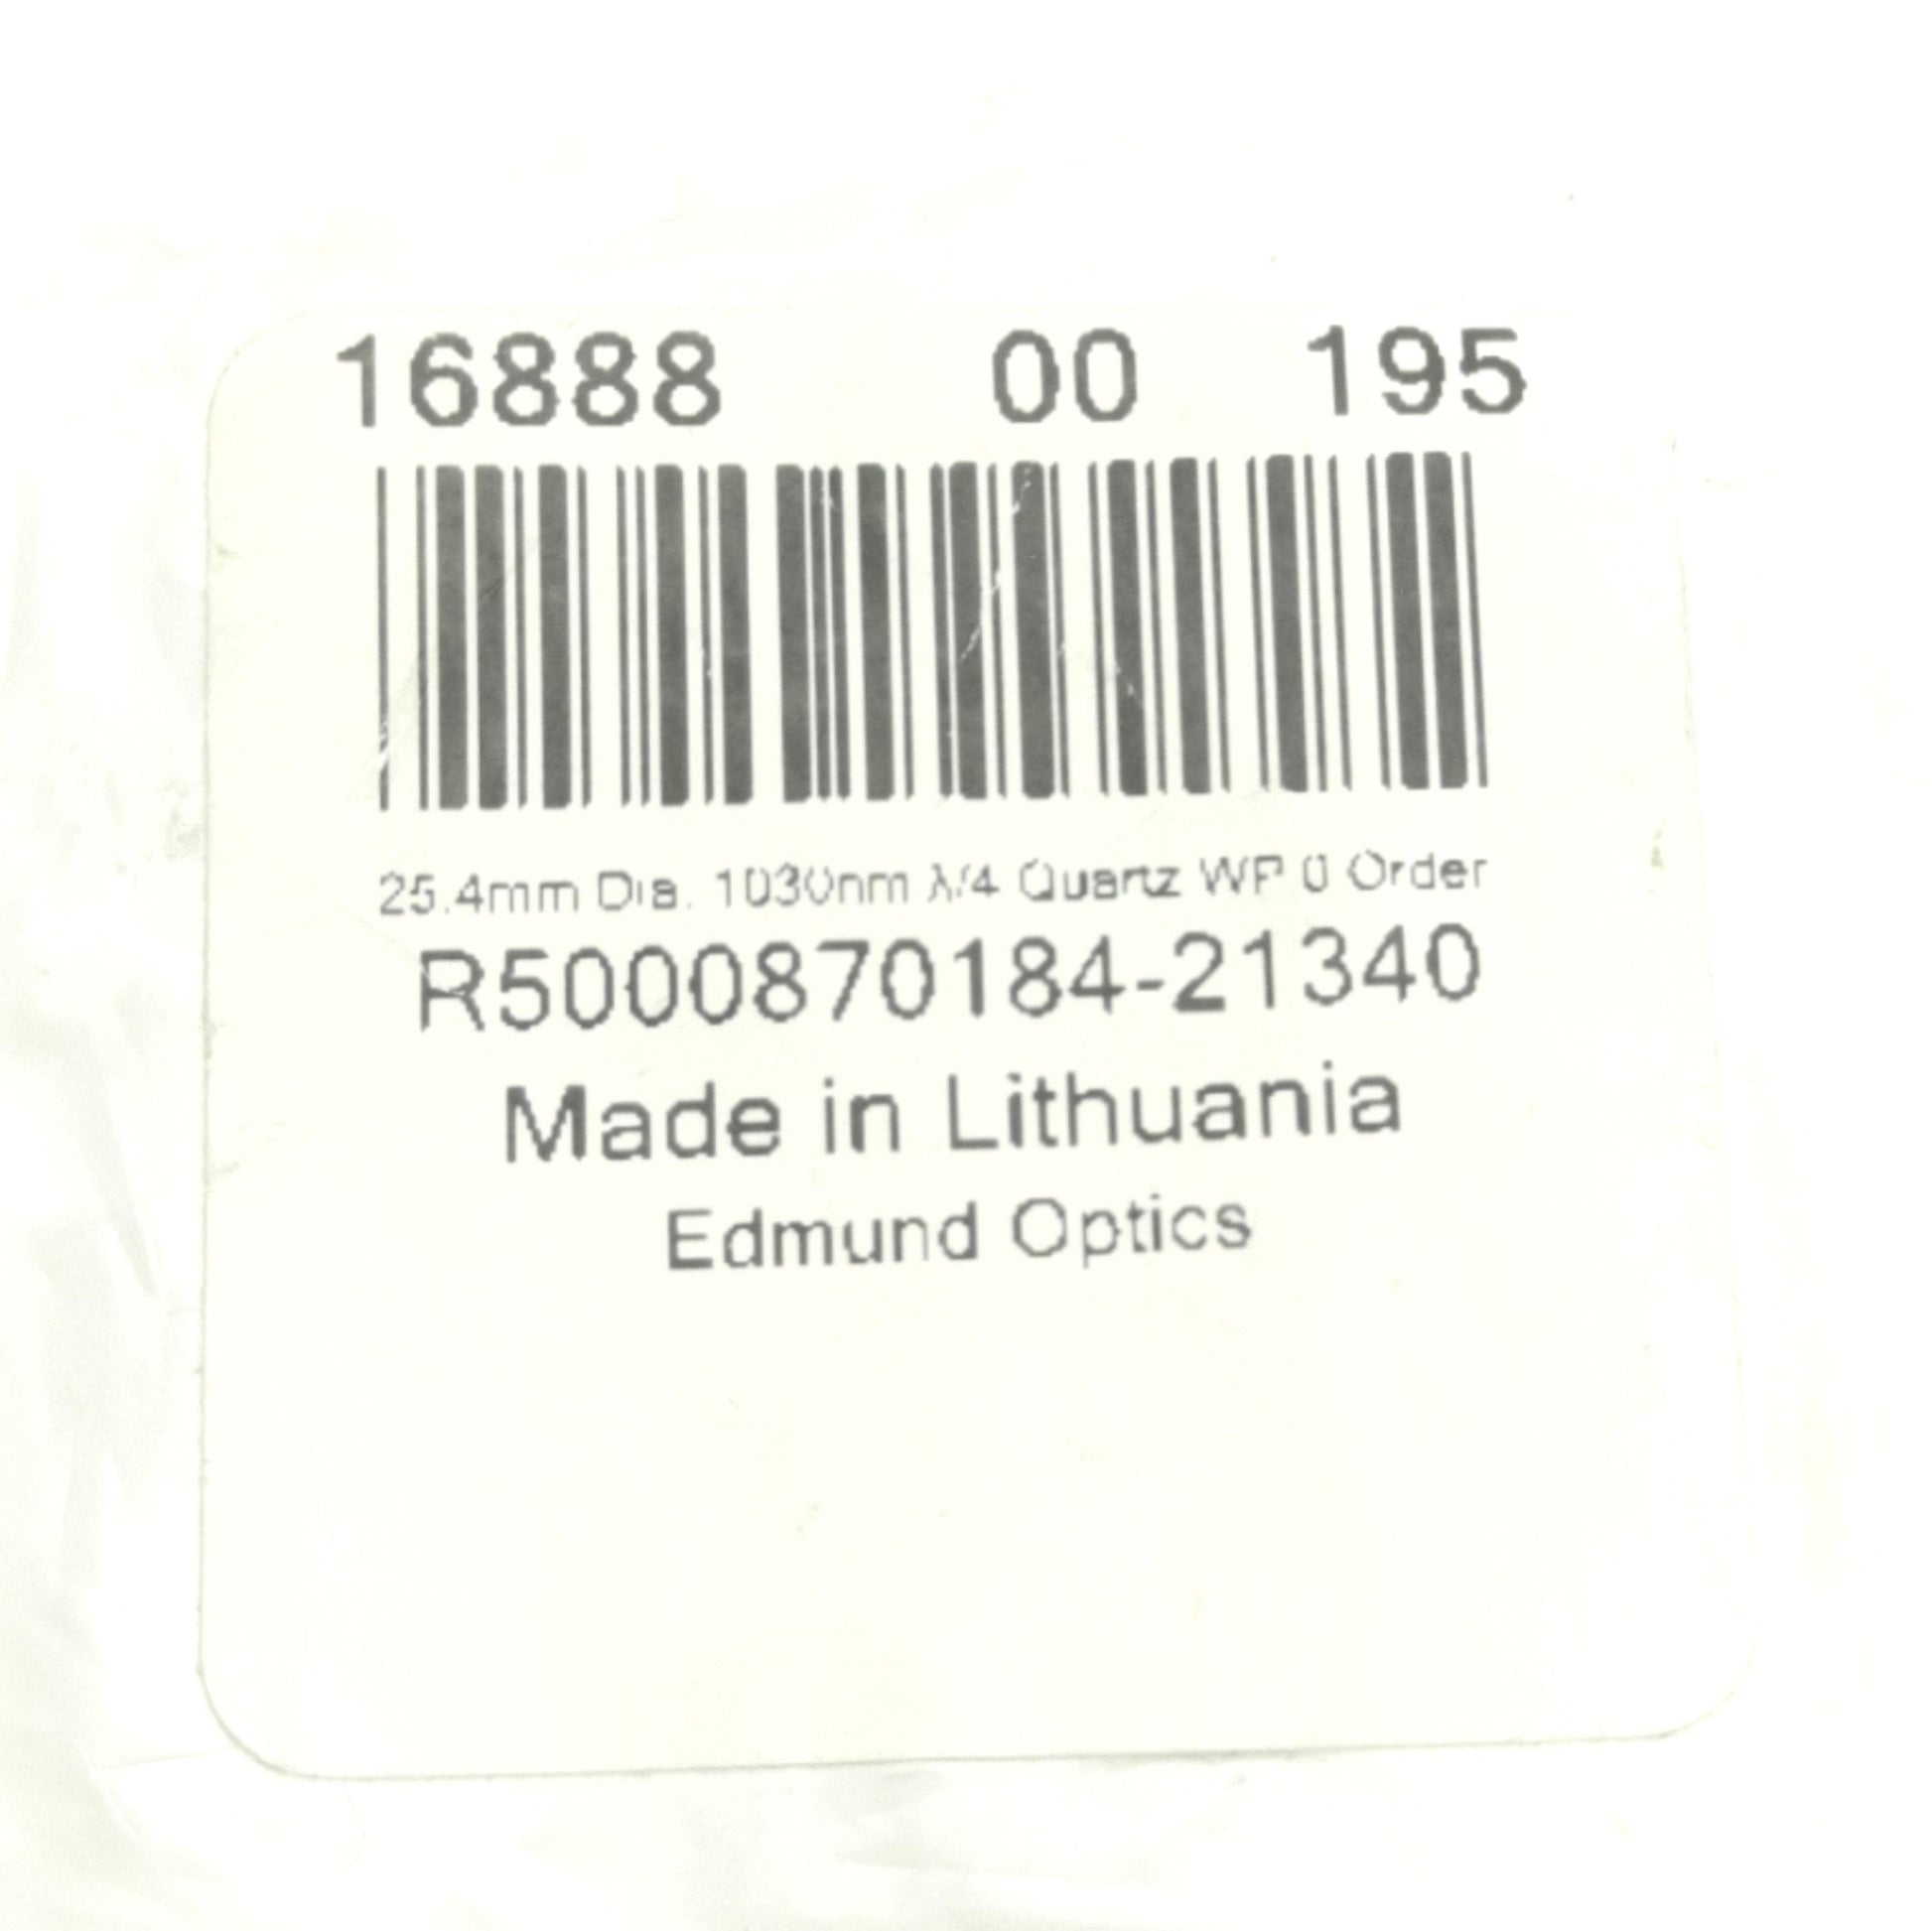 16888 00 195
25.4mm Dia. 1030nm λ/4 Quartz WP 0 Order
R5000870184-21340
Made in Lithuania
Edmund Optics